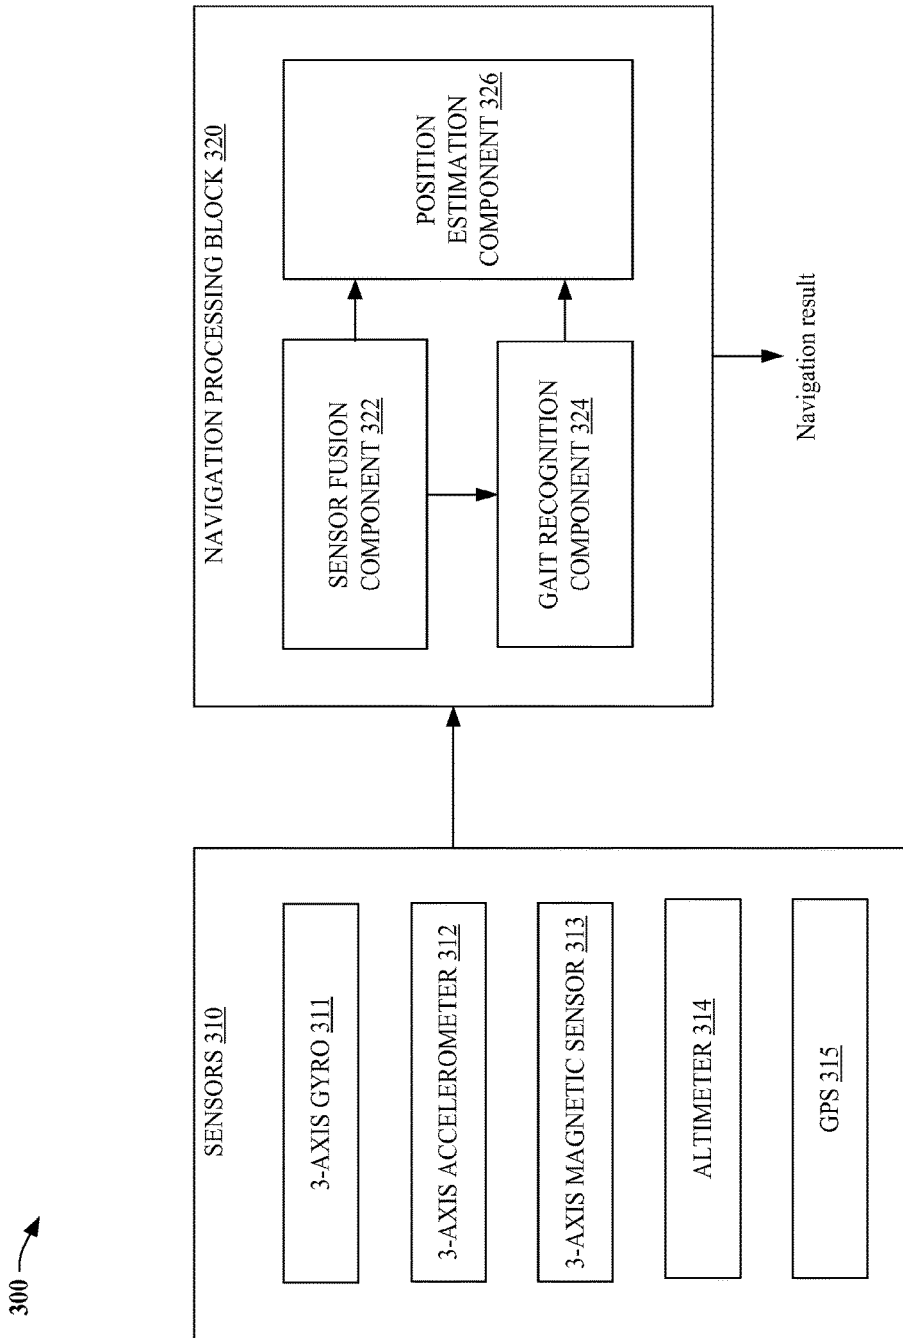 300
SENSORS 310
3-AXIS GYRO 311
3-AXIS ACCELEROMETER 312
3-AXIS MAGNETIC SENSOR 313
ALTIMETER 314
GPS 315
NAVIGATION PROCESSING BLOCK 320
SENSOR FUSION
COMPONENT 322
GAIT RECOGNITION
COMPONENT 324
POSITION
ESTIMATION
COMPONENT 326
Navigation result